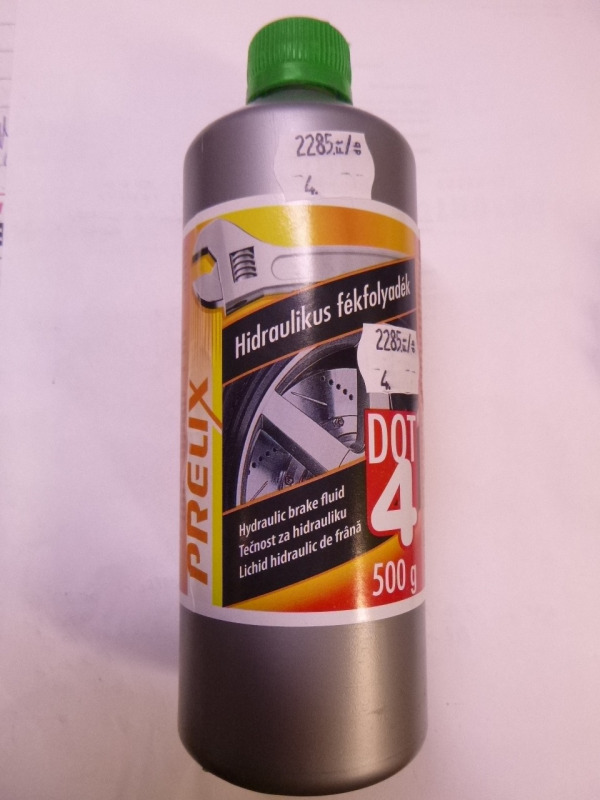 2285.-/
4.
Hidraulikus fékfolyadék
2285.-/
4.
PRELIX
DOT
4
Hydraulic brake fluid
Tečnost za hidrauliku
Lichid hidraulic de frână
500 g